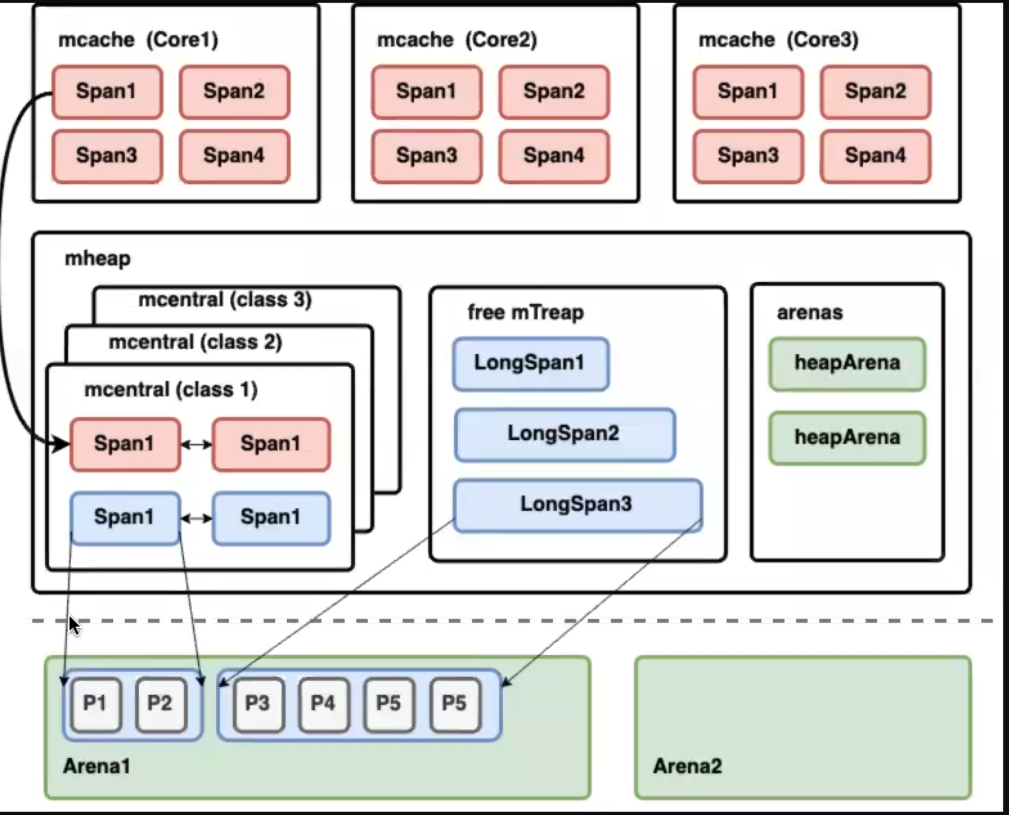 mcache (Core1)
Span1 Span2
Span3 Span4
mcache (Core2)
Span1 Span2
Span3 Span4
mcache (Core3)
Span1 Span2
Span3 Span4
mheap
mcentral (class 3)
mcentral (class 2)
mcentral (class 1)
Span1 Span1
Span1 Span1
free mTreap
LongSpan1
LongSpan2
LongSpan3
arenas
heapArena
heapArena
P1 P2 P3 P4 P5 P5
Arena1
Arena2